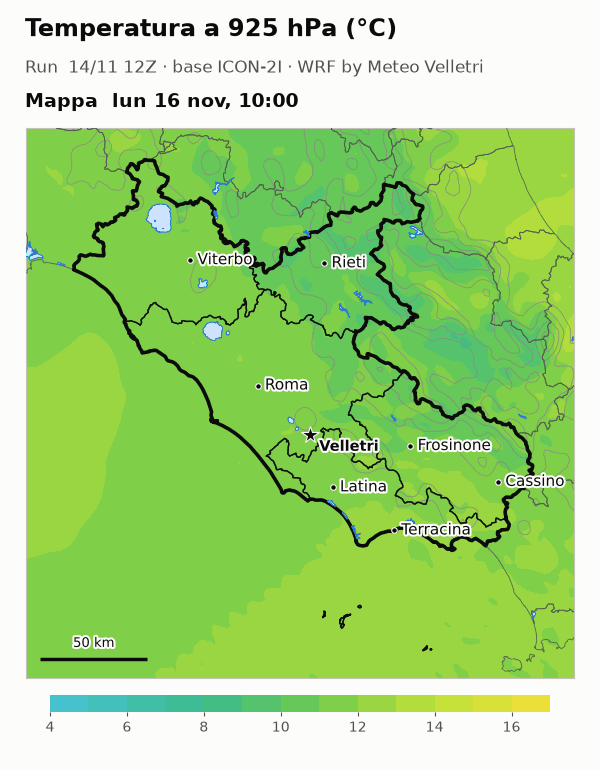 Temperatura a 925 hPa (°C)
Run  14/11 12Z · base ICON-2I · WRF by Meteo Velletri
Mappa  lun 16 nov, 10:00
Viterbo
Rieti
Roma
Velletri
Frosinone
Latina
Cassino
Terracina
50 km
4 6 8 10 12 14 16